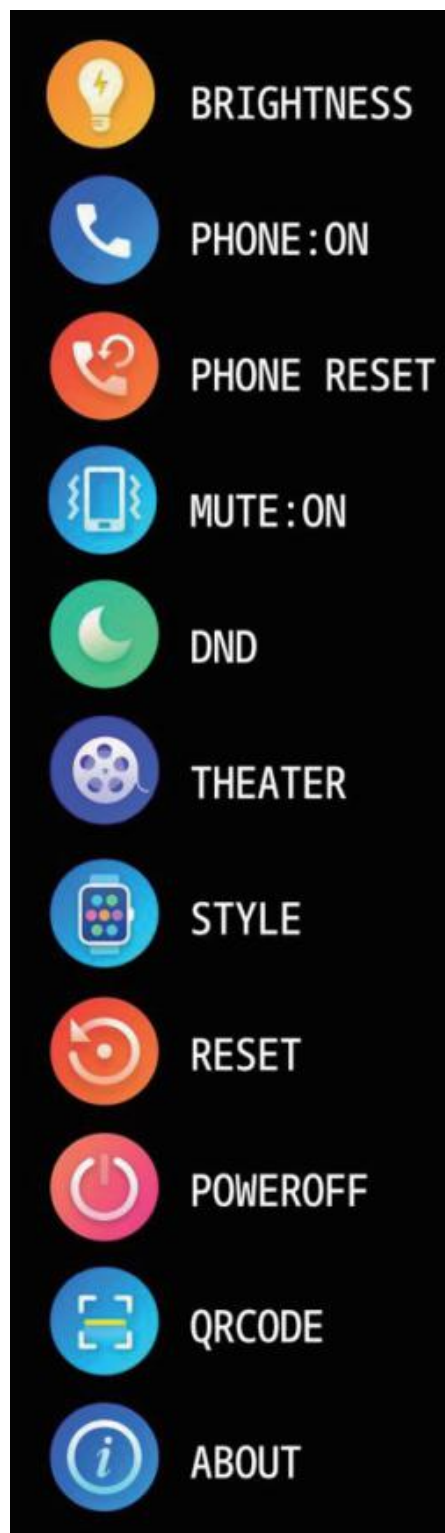 BRIGHTNESS
PHONE:ON
PHONE RESET
MUTE:ON
DND
THEATER
STYLE
RESET
POWEROFF
QRCODE
ABOUT